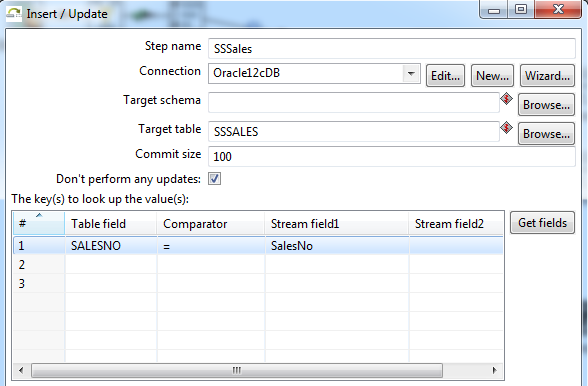 Insert / Update
Step name SSSales
Connection Oracle12cDB Edit... New... Wizard...
Target schema Browse...
Target table SSSALES Browse...
Commit size 100
Don't perform any updates:
The key(s) to look up the value(s):
# Table field Comparator Stream field1 Stream field2 Get fields
1 SALESNO = SalesNo
2
3